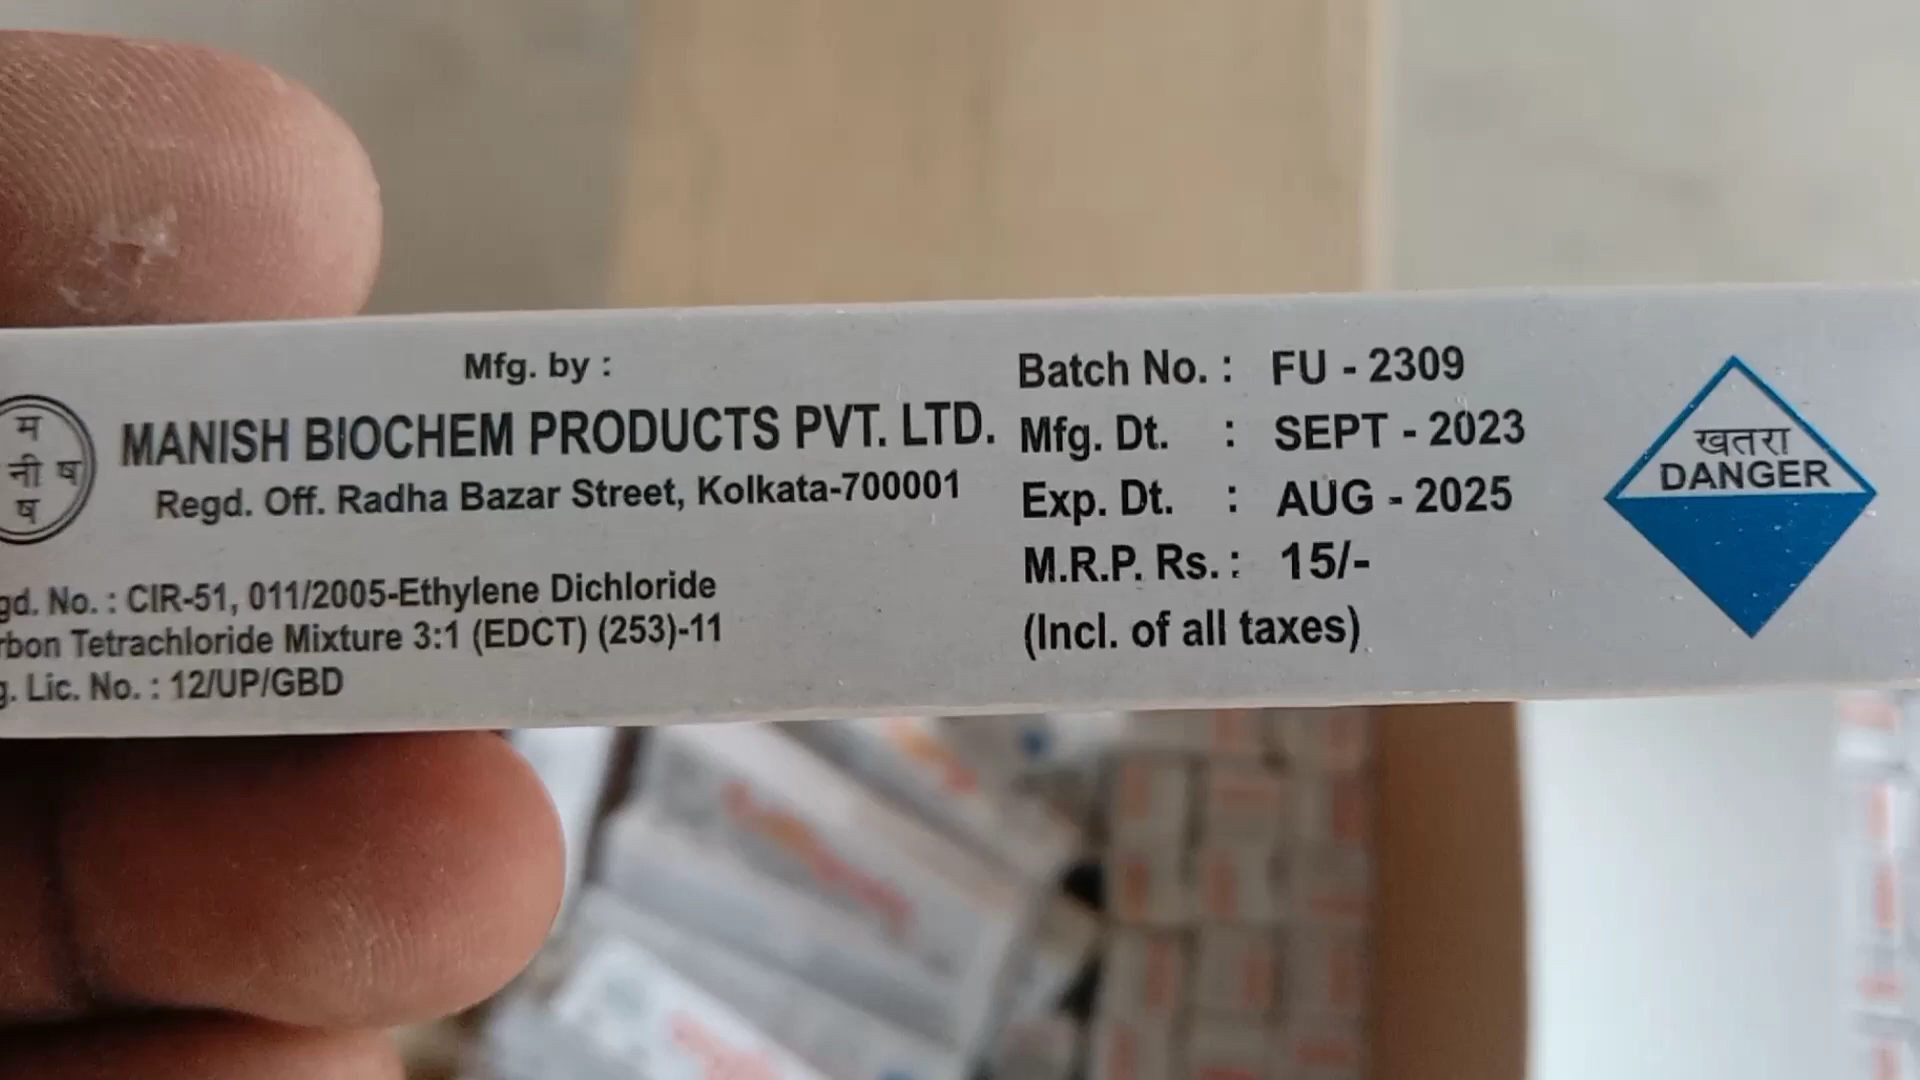 Mfg. by :
MANISH BIOCHEM PRODUCTS PVT. LTD.
Regd. Off. Radha Bazar Street, Kolkata-700001
म
नी ष
ष
gd. No. : CIR-51, 011/2005-Ethylene Dichloride
rbon Tetrachloride Mixture 3:1 (EDCT) (253)-11
g. Lic. No. : 12/UP/GBD
Batch No. : FU - 2309
Mfg. Dt. : SEPT - 2023
Exp. Dt. : AUG - 2025
M.R.P. Rs. : 15/-
(Incl. of all taxes)
खतरा
DANGER